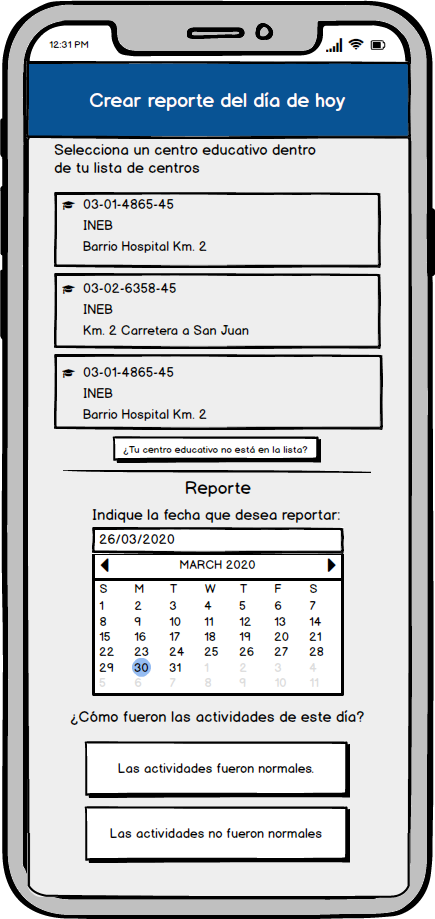 12:31 PM
Crear reporte del día de hoy
Selecciona un centro educativo dentro
de tu lista de centros
03-01-4865-45
INEB
Barrio Hospital Km. 2
03-02-6358-45
INEB
Km. 2 Carretera a San Juan
03-01-4865-45
INEB
Barrio Hospital Km. 2
¿Tu centro educativo no está en la lista?
Reporte
Indique la fecha que desea reportar:
26/03/2020
MARCH 2020
S M T W T F S
1 2 3 4 5 6 7
8 9 10 11 12 13 14
15 16 17 18 19 20 21
22 23 24 25 26 27 28
29 30 31 1 2 3 4
5 6 7 8 9 10 11
¿Cómo fueron las actividades de este día?
Las actividades fueron normales.
Las actividades no fueron normales